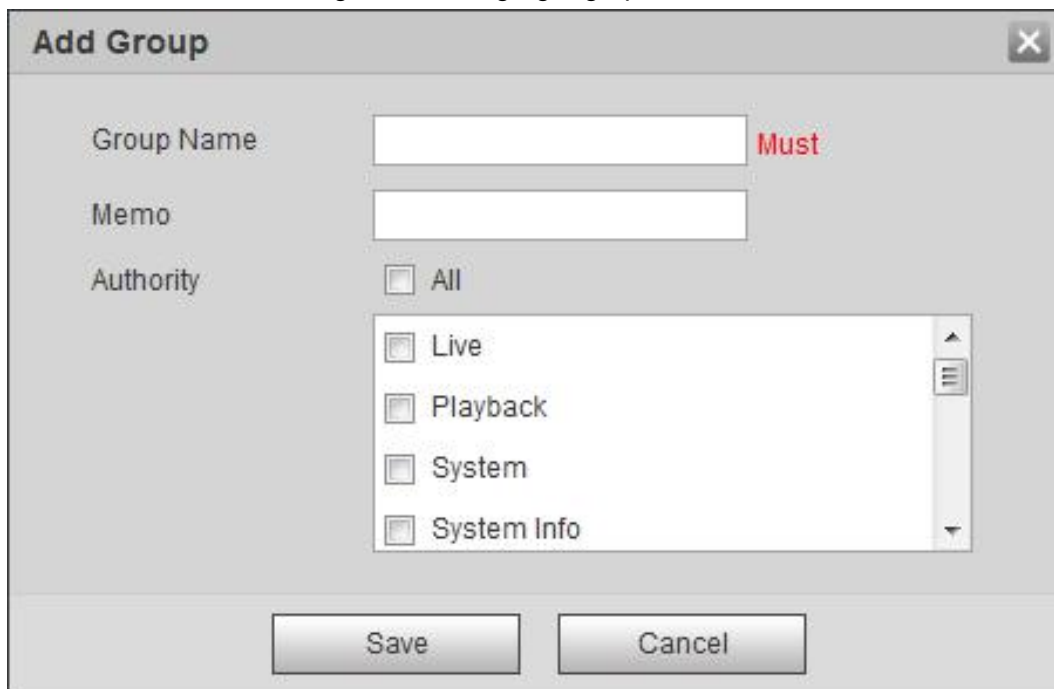 Add Group
Group Name Must
Memo
Authority All
Live
Playback
System
System Info
Save Cancel